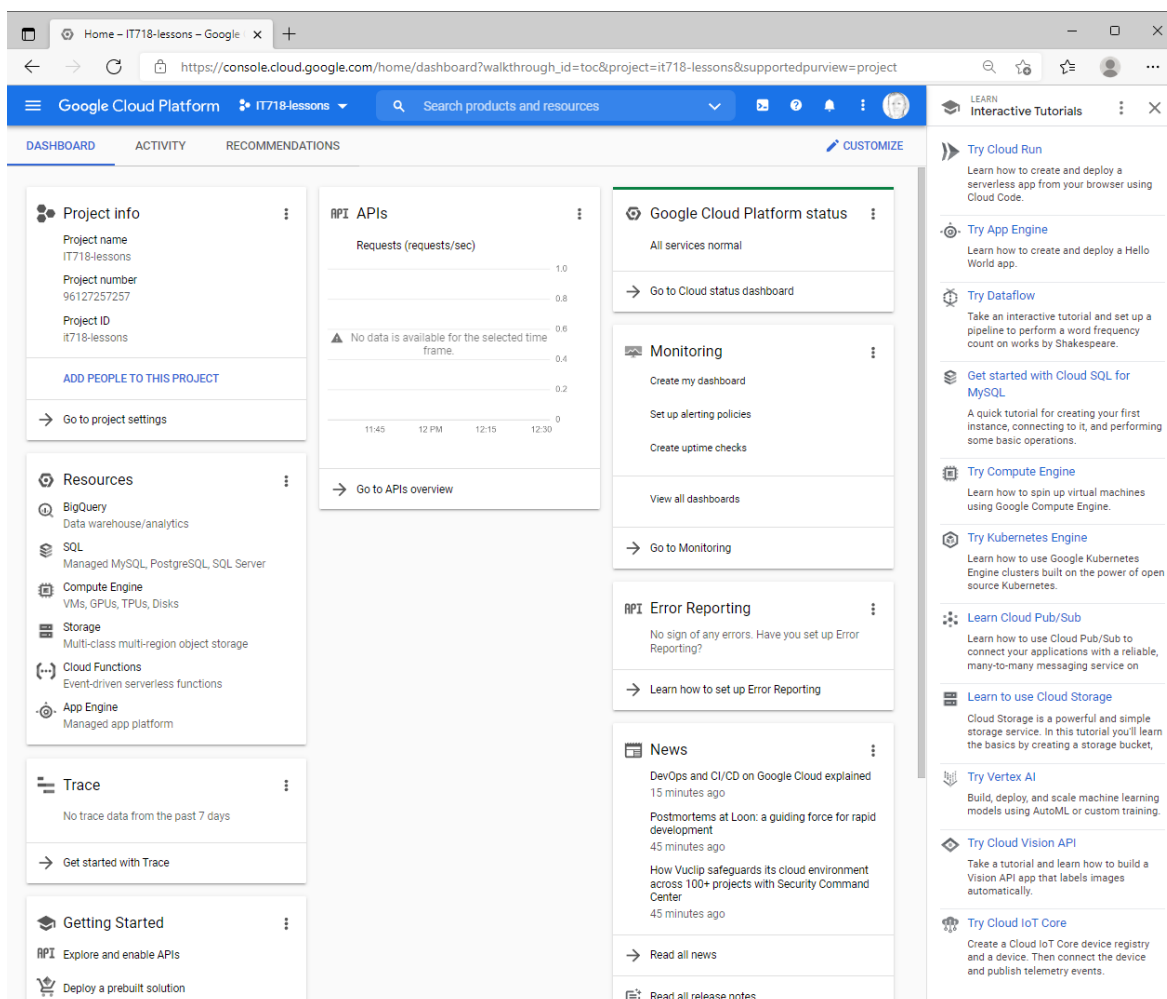 Home – IT718-lessons – Google
https://console.cloud.google.com/home/dashboard?walkthrough_id=toc&project=it718-lessons&supportedpurview=project
Google Cloud Platform
IT718-lessons
Search products and resources
DASHBOARD
ACTIVITY
RECOMMENDATIONS
CUSTOMIZE
Project info
Project name
IT718-lessons
Project number
96127257257
Project ID
it718-lessons
ADD PEOPLE TO THIS PROJECT
Go to project settings
Resources
BigQuery
Data warehouse/analytics
SQL
Managed MySQL, PostgreSQL, SQL Server
Compute Engine
VMs, GPUs, TPUs, Disks
Storage
Multi-class multi-region object storage
Cloud Functions
Event-driven serverless functions
App Engine
Managed app platform
Trace
No trace data from the past 7 days
Get started with Trace
Getting Started
API Explore and enable APIs
Deploy a prebuilt solution
API APIs
Requests (requests/sec)
1.0
0.8
0.6
No data is available for the selected time
frame.
0.4
0.2
0
11:45
12 PM
12:15
12:30
Go to APIs overview
Google Cloud Platform status
All services normal
Go to Cloud status dashboard
Monitoring
Create my dashboard
Set up alerting policies
Create uptime checks
View all dashboards
Go to Monitoring
API Error Reporting
No sign of any errors. Have you set up Error
Reporting?
Learn how to set up Error Reporting
News
DevOps and CI/CD on Google Cloud explained
15 minutes ago
Postmortems at Loon: a guiding force for rapid
development
45 minutes ago
How Vuclip safeguards its cloud environment
across 100+ projects with Security Command
Center
45 minutes ago
Read all news
Read all release notes
LEARN
Interactive Tutorials
Try Cloud Run
Learn how to create and deploy a
serverless app from your browser using
Cloud Code.
Try App Engine
Learn how to create and deploy a Hello
World app.
Try Dataflow
Take an interactive tutorial and set up a
pipeline to perform a word frequency
count on works by Shakespeare.
Get started with Cloud SQL for
MySQL
A quick tutorial for creating your first
instance, connecting to it, and performing
some basic operations.
Try Compute Engine
Learn how to spin up virtual machines
using Google Compute Engine.
Try Kubernetes Engine
Learn how to use Google Kubernetes
Engine clusters built on the power of open
source Kubernetes.
Learn Cloud Pub/Sub
Learn how to use Cloud Pub/Sub to
connect your applications with a reliable,
many-to-many messaging service on
Learn to use Cloud Storage
Cloud Storage is a powerful and simple
storage service. In this tutorial you'll learn
the basics by creating a storage bucket,
Try Vertex AI
Build, deploy, and scale machine learning
models using AutoML or custom training.
Try Cloud Vision API
Take a tutorial and learn how to build a
Vision API app that labels images
automatically.
Try Cloud IoT Core
Create a Cloud IoT Core device registry
and a device. Then connect the device
and publish telemetry events.